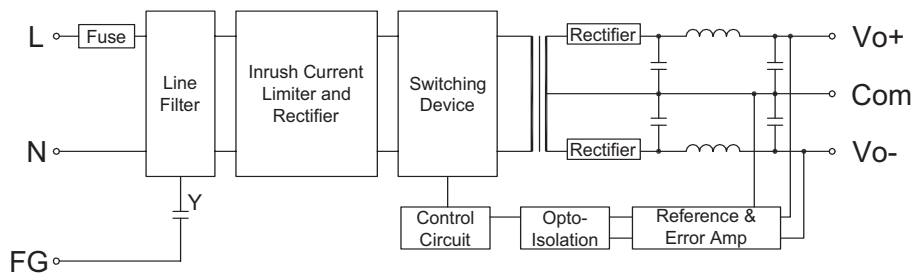 L
Fuse
Line
Filter
Inrush Current
Limiter and
Rectifier
Switching
Device
Rectifier
Vo+
Com
N
Rectifier
Vo-
Y
Control
Circuit
Opto-
Isolation
Reference &
Error Amp
FG